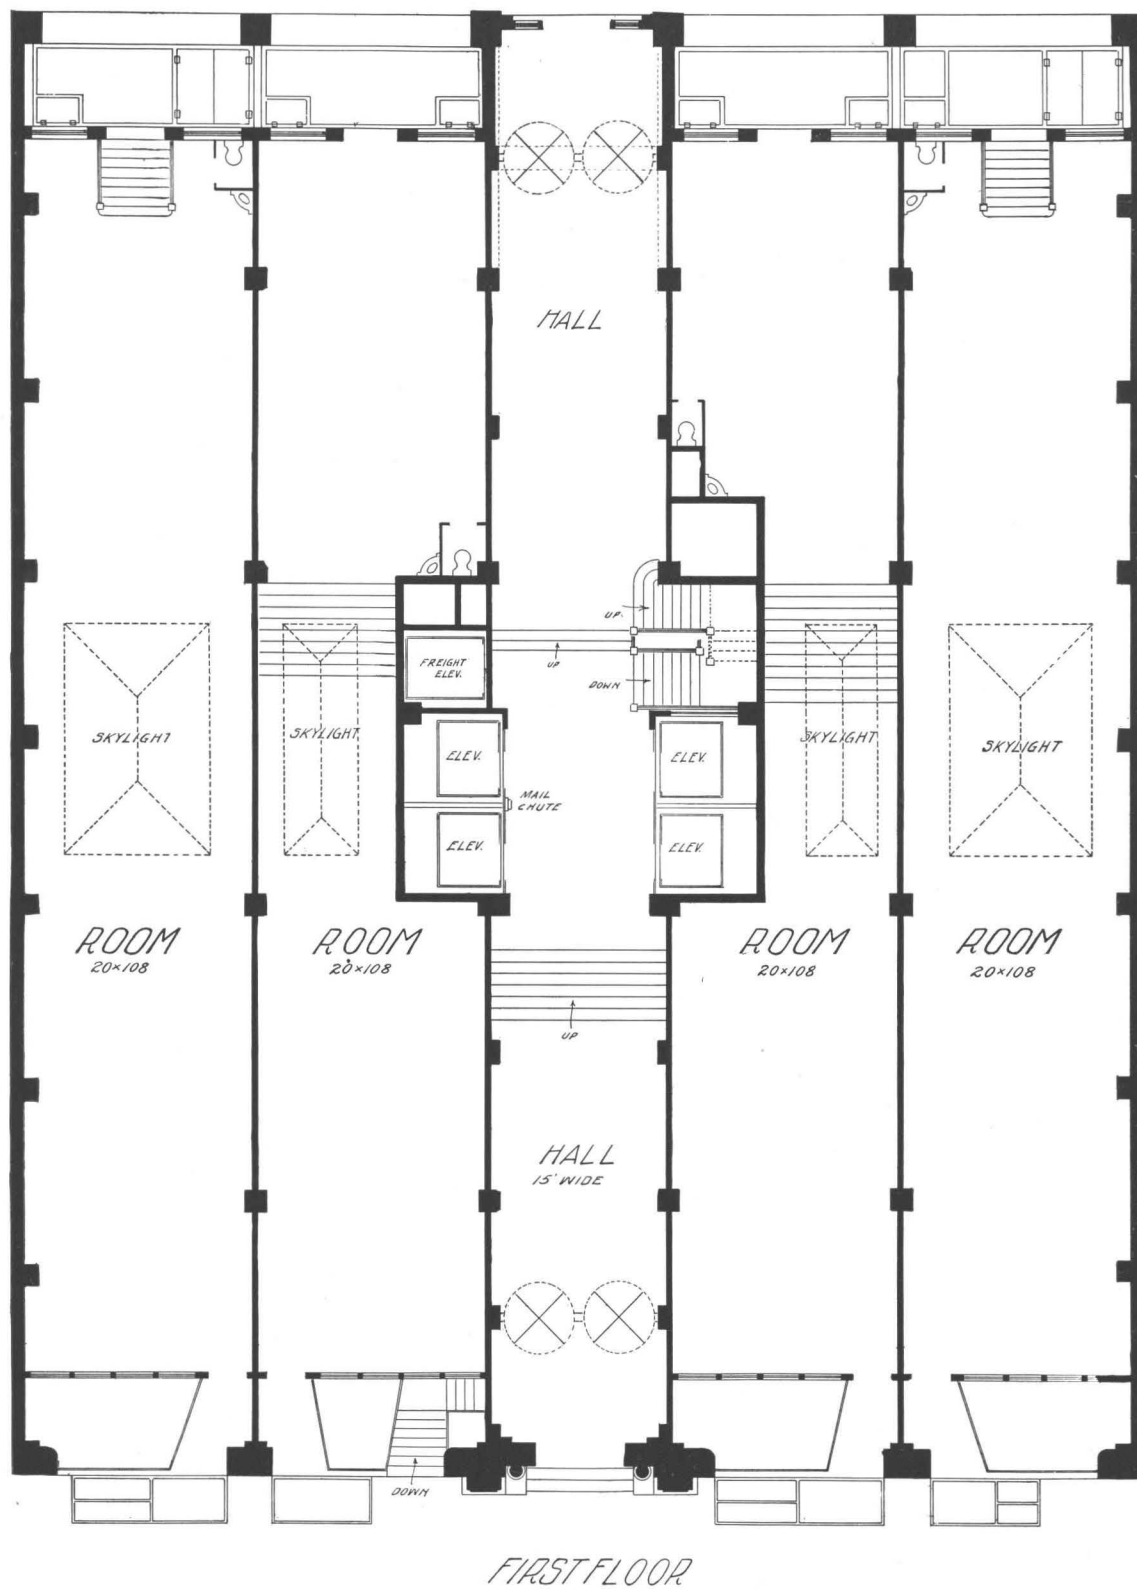 HALL
UP.
UP
DOWN
FREIGHT
ELEV.
SKYLIGHT
SKYLIGHT
SKYLIGHT
SKYLIGHT
ELEV.
ELEV.
MAIL
CHUTE
ELEV.
ELEV.
ROOM
20×108
ROOM
20×108
ROOM
20×108
ROOM
20×108
UP
HALL
15' WIDE
DOWN
FIRST FLOOR